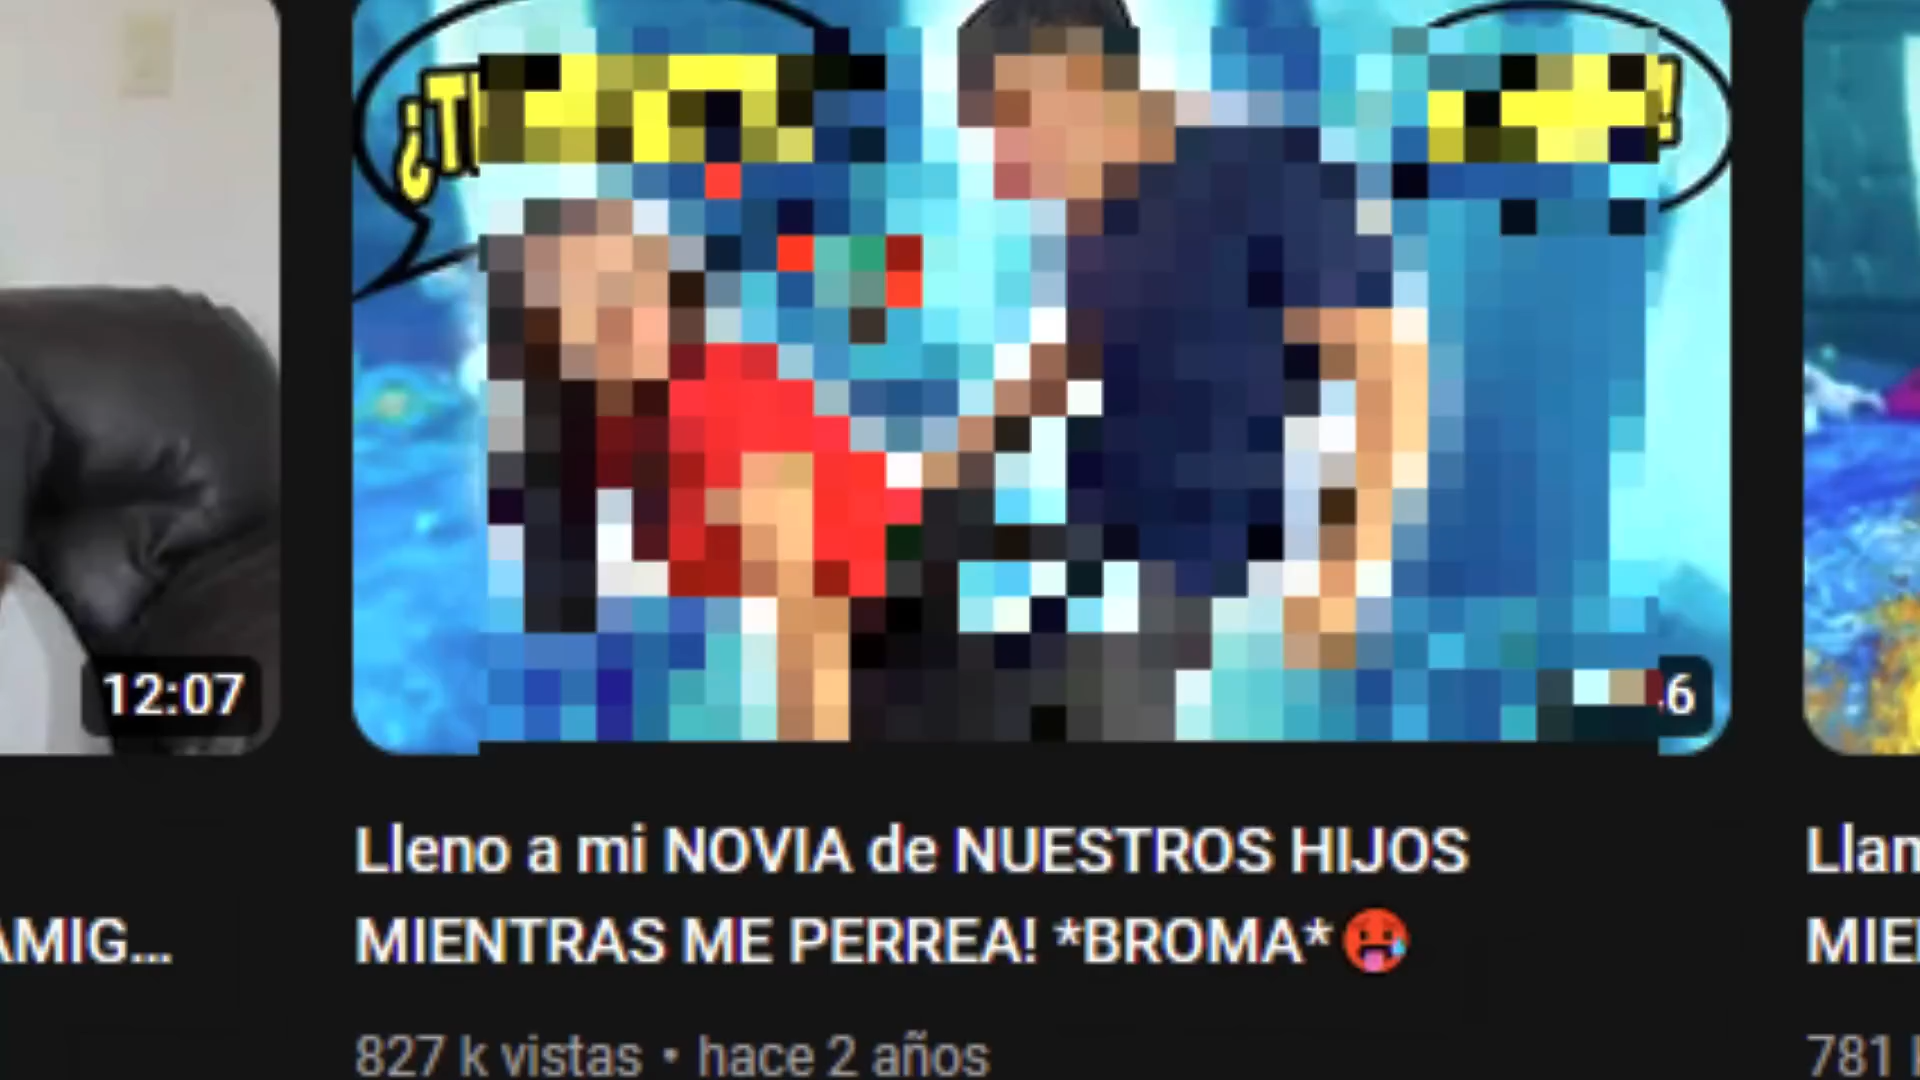 12:07
Lleno a mi NOVIA de NUESTROS HIJOS
MIENTRAS ME PERREA! *BROMA*🥵
827 k vistas • hace 2 años
AMIG...
Llan
MIE
781